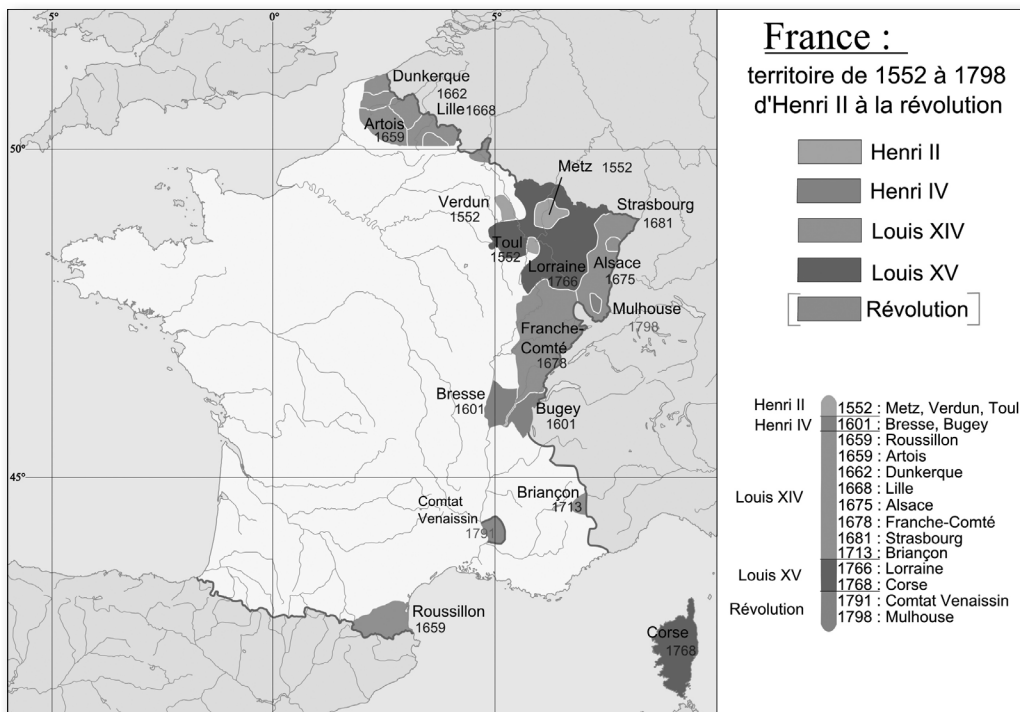 5°
0°
5°
50°
45°
Dunkerque
1662
Lille 1668
Artois
1659
Metz 1552
Verdun
1552
Strasbourg
1681
Toul
1552
Lorraine
1766
Alsace
1675
Mulhouse
1798
Franche-
Comté
1678
Bresse
1601
Bugey
1601
Briançon
1713
Comtat
Venaissin
1791
Roussillon
1659
Corse
1768
France :
territoire de 1552 à 1798
d'Henri II à la révolution
Henri II
Henri IV
Louis XIV
Louis XV
[Révolution]
Henri II
Henri IV
Louis XIV
Louis XV
Révolution
1552 : Metz, Verdun, Toul
1601 : Bresse, Bugey
1659 : Roussillon
1659 : Artois
1662 : Dunkerque
1668 : Lille
1675 : Alsace
1678 : Franche-Comté
1681 : Strasbourg
1713 : Briançon
1766 : Lorraine
1768 : Corse
1791 : Comtat Venaissin
1798 : Mulhouse